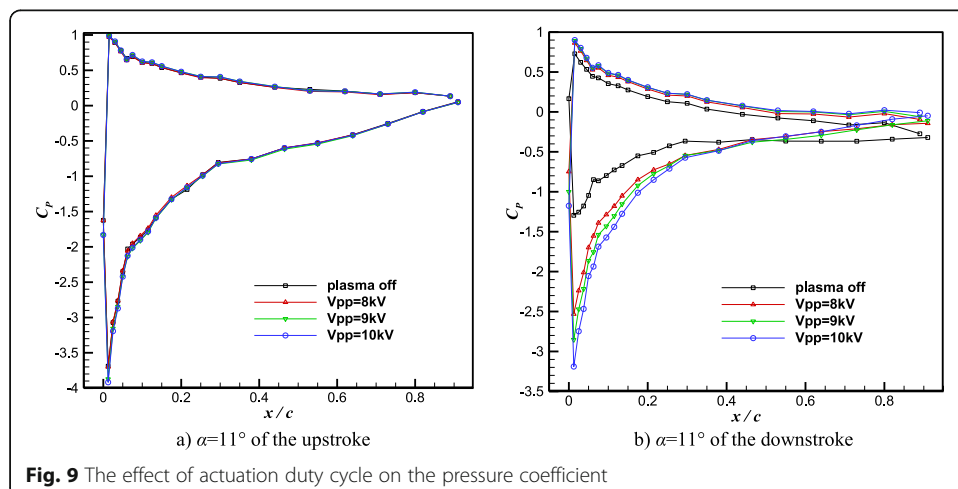 1
0.5
0
-0.5
-1
-1.5
-2
-2.5
-3
-3.5
-4
C_P
0
0.2
0.4
0.6
0.8
x / c
plasma off
Vpp=8kV
Vpp=9kV
Vpp=10kV
a) α=11° of the upstroke
1
0.5
0
-0.5
-1
-1.5
-2
-2.5
-3
-3.5
C_P
0
0.2
0.4
0.6
0.8
x / c
plasma off
Vpp=8kV
Vpp=9kV
Vpp=10kV
b) α=11° of the downstroke
Fig. 9 The effect of actuation duty cycle on the pressure coefficient